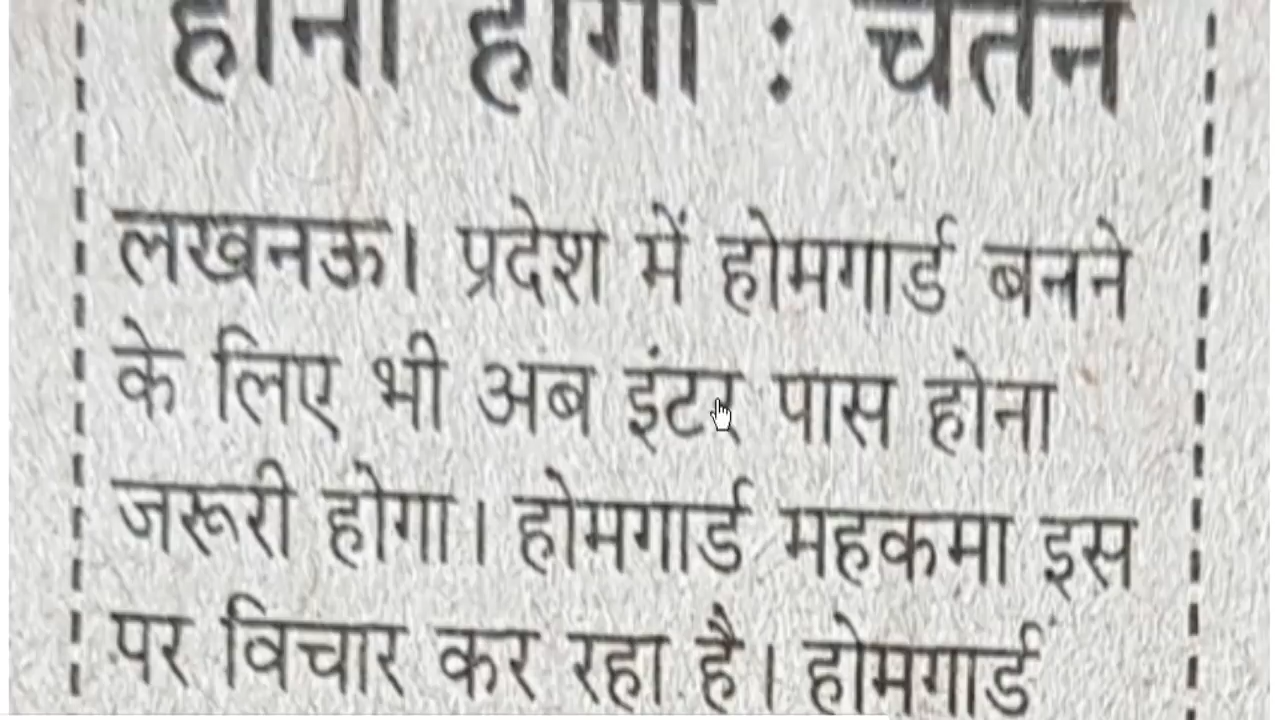 होना होगा : चेतन
लखनऊ। प्रदेश में होमगार्ड बनने
के लिए भी अब इंटर पास होना
जरूरी होगा। होमगार्ड महकमा इस
पर विचार कर रहा है। होमगार्ड